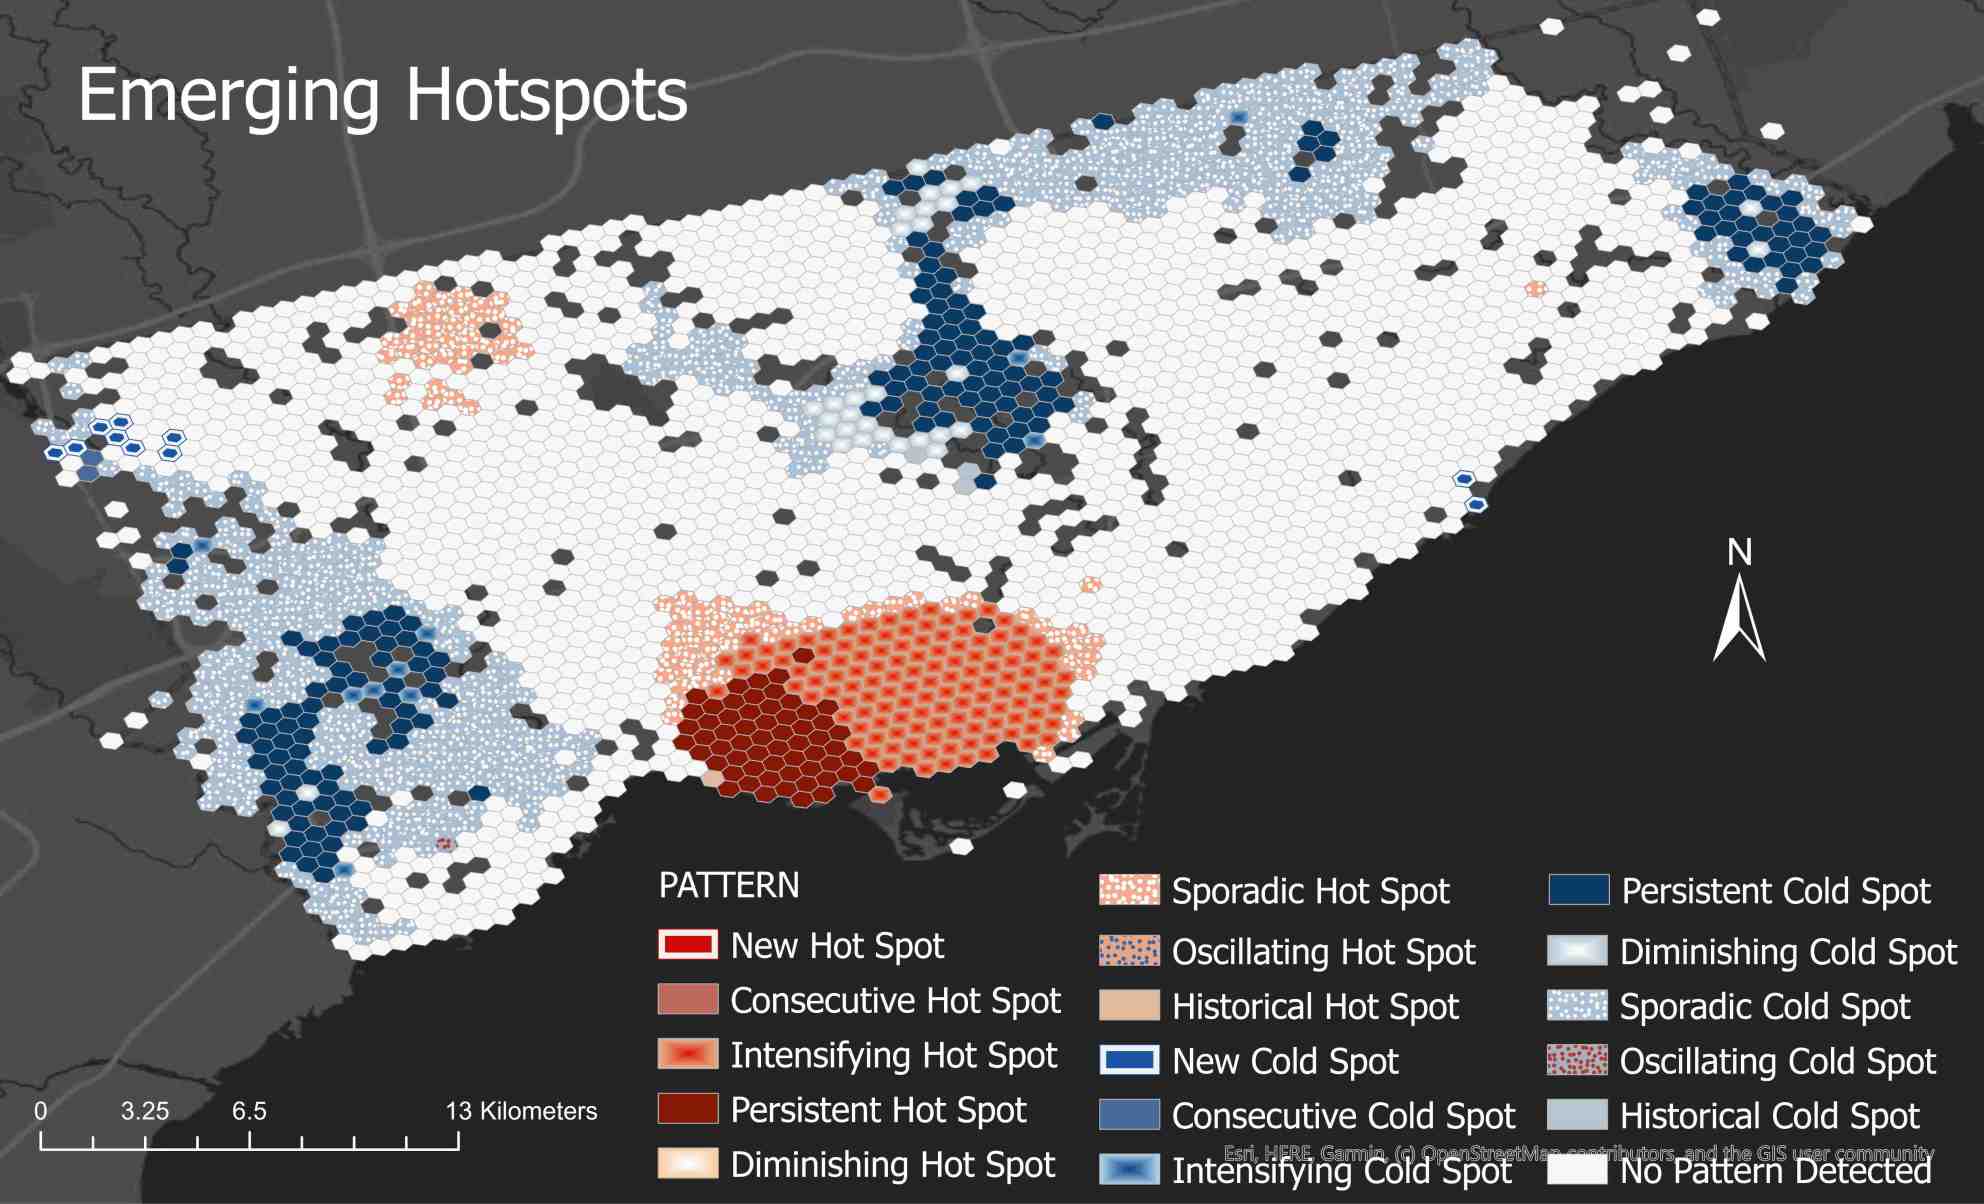 Emerging Hotspots
N
PATTERN
New Hot Spot
Consecutive Hot Spot
Intensifying Hot Spot
Persistent Hot Spot
Diminishing Hot Spot
Sporadic Hot Spot
Oscillating Hot Spot
Historical Hot Spot
New Cold Spot
Consecutive Cold Spot
Intensifying Cold Spot
Persistent Cold Spot
Diminishing Cold Spot
Sporadic Cold Spot
Oscillating Cold Spot
Historical Cold Spot
No Pattern Detected
0 3.25 6.5 13 Kilometers
Esri, HERE, Garmin, (c) OpenStreetMap contributors, and the GIS user community